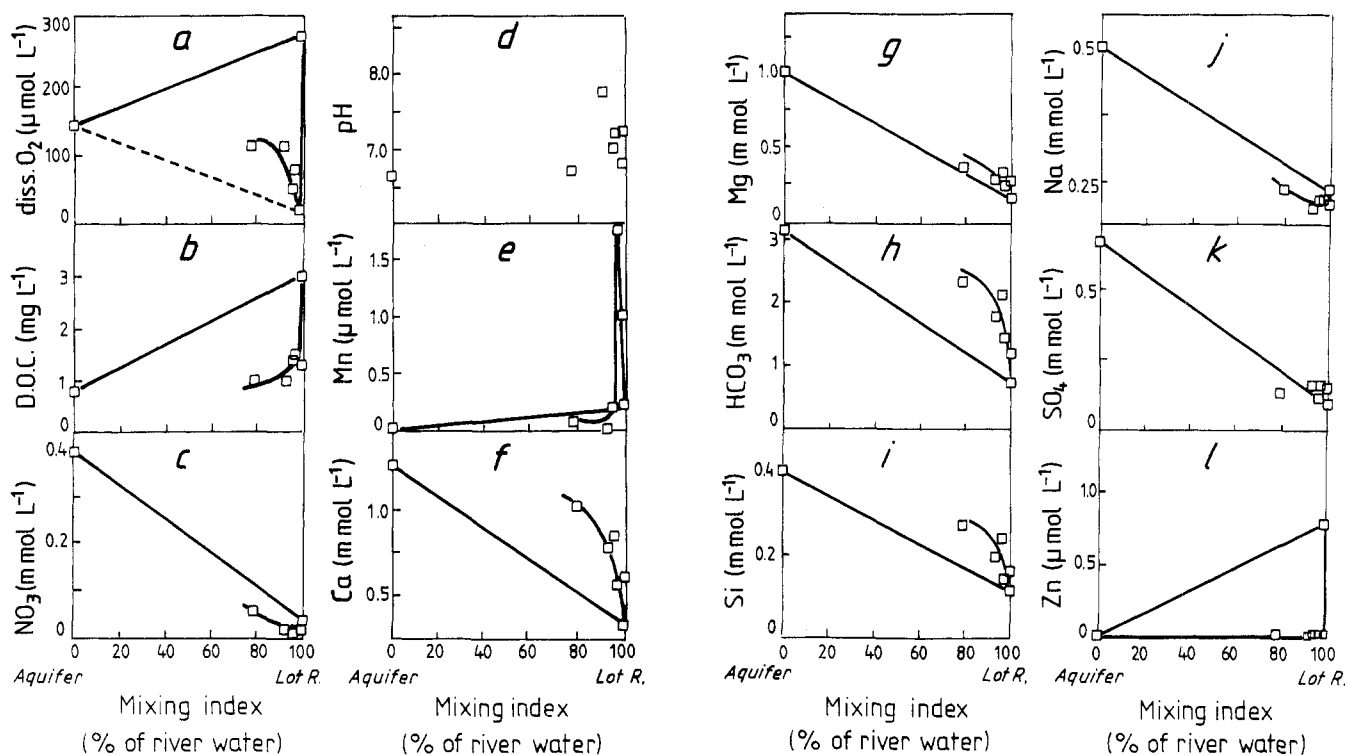 a
300
200
100
0
diss. O2 (µmol L⁻¹)
b
3
2
1
0
D.O.C. (mg L⁻¹)
c
0.4
0.2
0
NO3 (m mol L⁻¹)
0 20 40 60 80 100
Aquifer Lot R.
Mixing index
(% of river water)
d
8.0
7.0
6.0
pH
e
1.5
1.0
0.5
0
Mn (µ mol L⁻¹)
f
1.0
0.5
Ca (m mol L⁻¹)
0 20 40 60 80 100
Aquifer Lot R.
Mixing index
(% of river water)
g
1.0
0.5
0
Mg (m mol L⁻¹)
h
3
2
1
0
HCO3 (m mol L⁻¹)
i
0.4
0.2
0
Si (m mol L⁻¹)
0 20 40 60 80 100
Aquifer Lot R.
Mixing index
(% of river water)
j
0.5
0.25
Na (m mol L⁻¹)
k
0.5
0
SO4 (m mol L⁻¹)
l
1.0
0.5
0
Zn (µ mol L⁻¹)
0 20 40 60 80 100
Aquifer Lot R.
Mixing index
(% of river water)